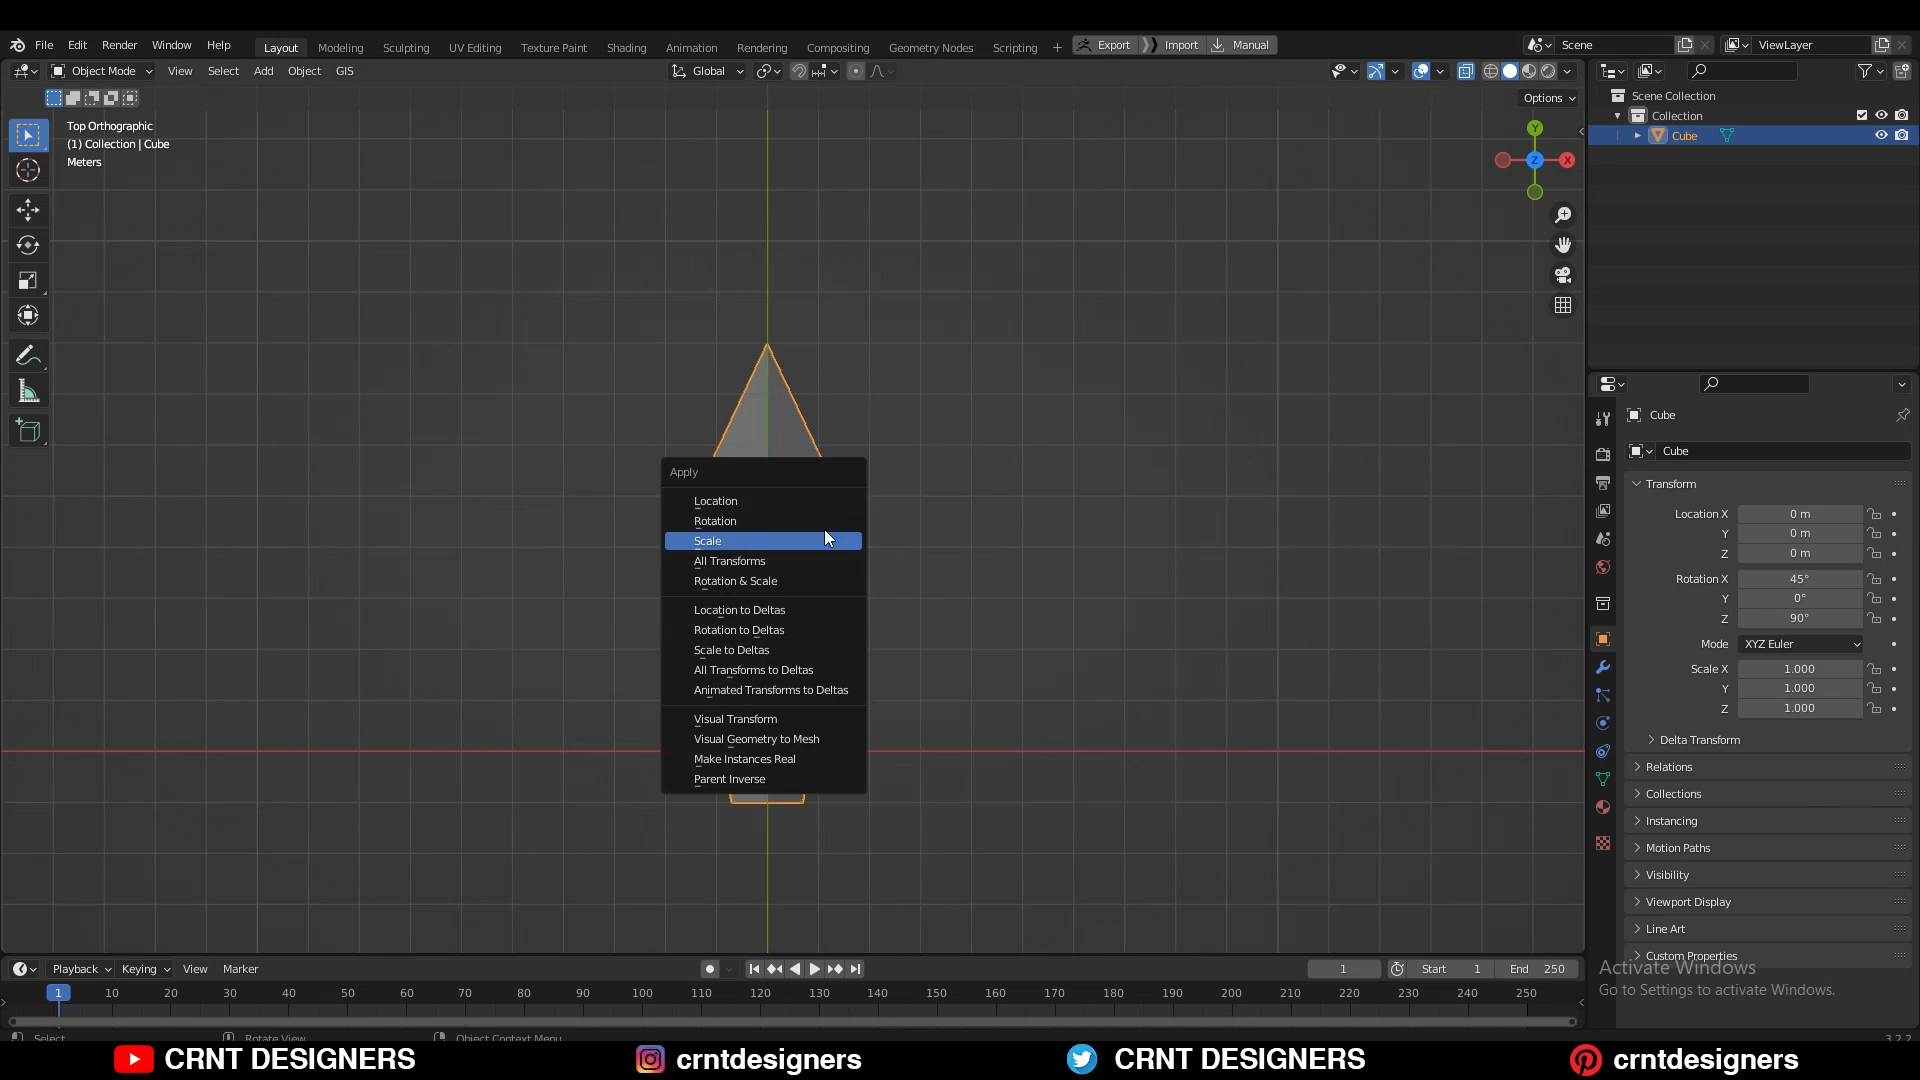 File Edit Render Window Help Layout Modeling Sculpting UV Editing Texture Paint Shading Animation Rendering Compositing Geometry Nodes Scripting + Export Import Manual Scene ViewLayer
Object Mode View Select Add Object GIS Global
Options
Top Orthographic
(1) Collection | Cube
Meters
Scene Collection
Collection
Cube
Y
Z
X
Cube
Cube
Transform
Location X 0 m
Y 0 m
Z 0 m
Rotation X 45°
Y 0°
Z 90°
Mode XYZ Euler
Scale X 1.000
Y 1.000
Z 1.000
Delta Transform
Relations
Collections
Instancing
Motion Paths
Visibility
Viewport Display
Line Art
Custom Properties
Apply
Location
Rotation
Scale
All Transforms
Rotation & Scale
Location to Deltas
Rotation to Deltas
Scale to Deltas
All Transforms to Deltas
Animated Transforms to Deltas
Visual Transform
Visual Geometry to Mesh
Make Instances Real
Parent Inverse
Activate Windows
Go to Settings to activate Windows.
Playback Keying View Marker 1 Start 1 End 250
1 10 20 30 40 50 60 70 80 90 100 110 120 130 140 150 160 170 180 190 200 210 220 230 240 250
Select Rotate View Object Context Menu 3.2.2
CRNT DESIGNERS crntdesigners CRNT DESIGNERS crntdesigners